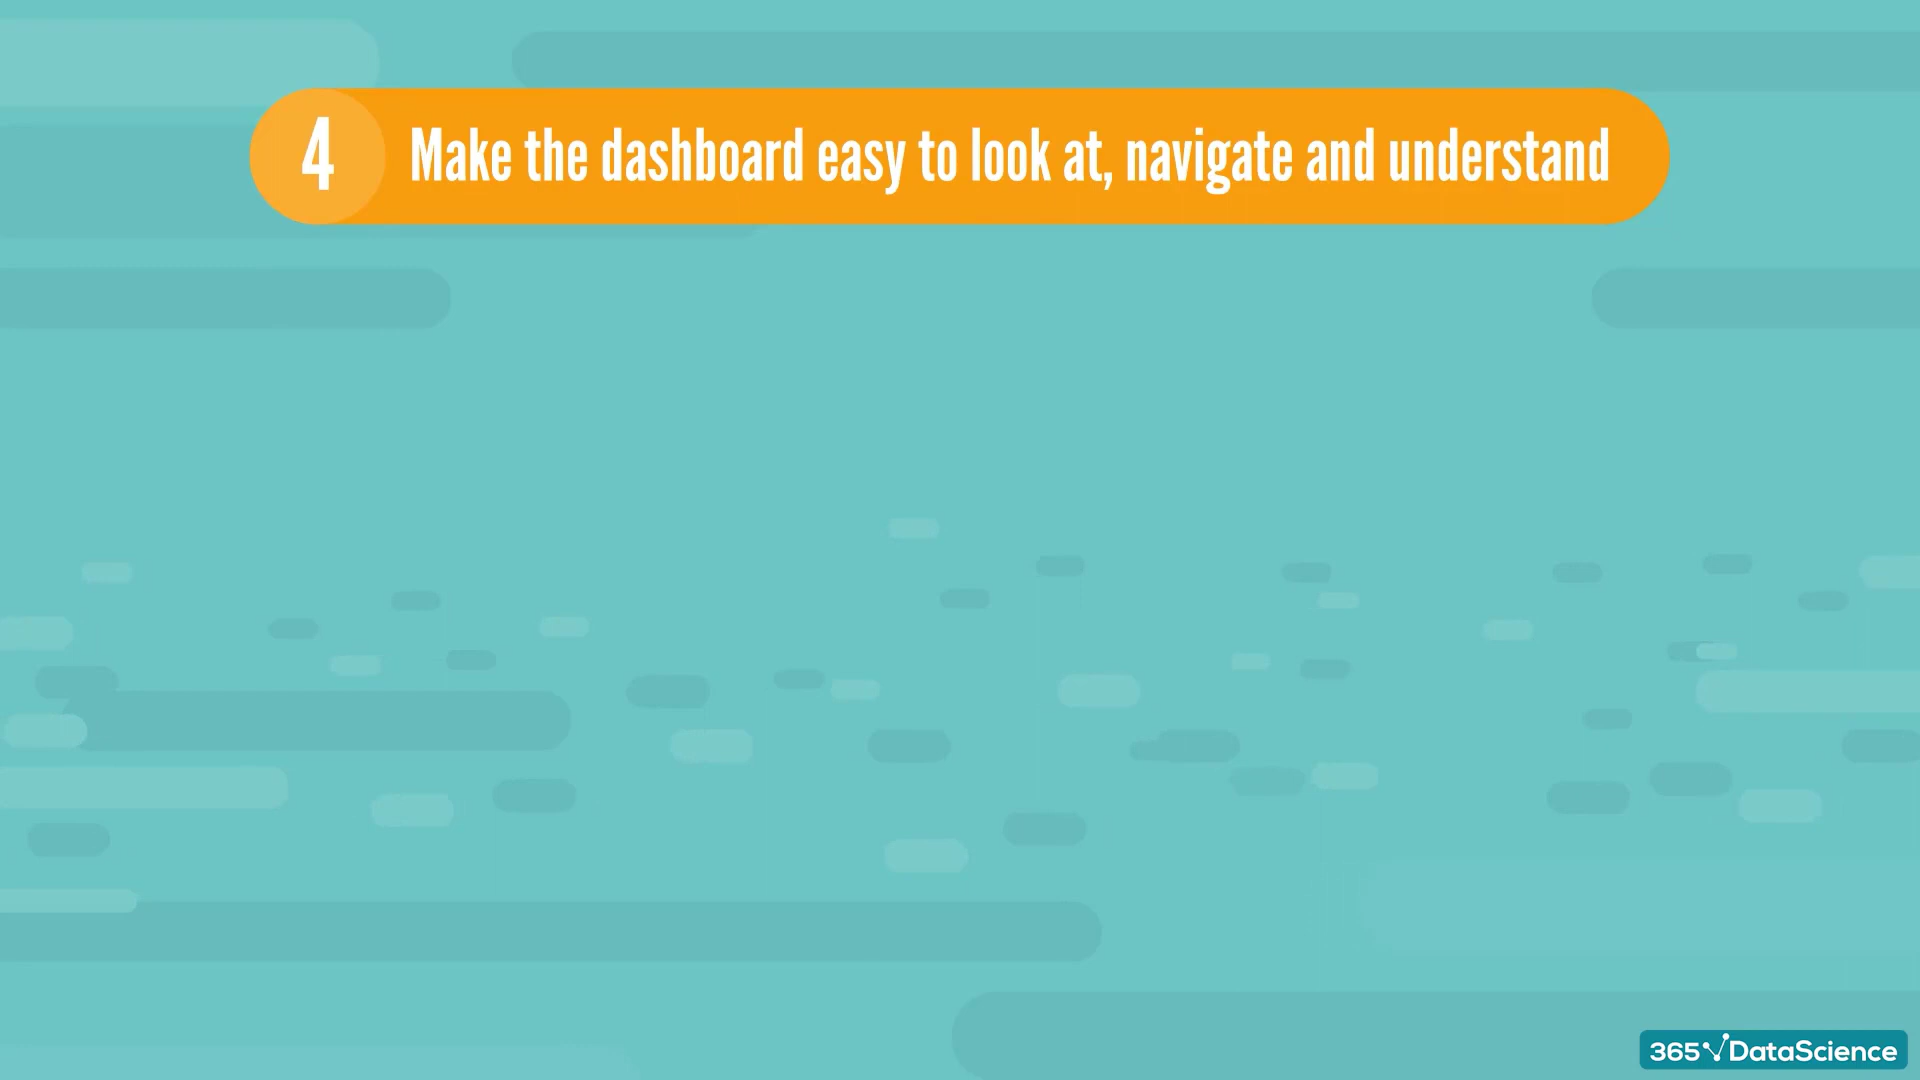 4 Make the dashboard easy to look at, navigate and understand
365 DataScience